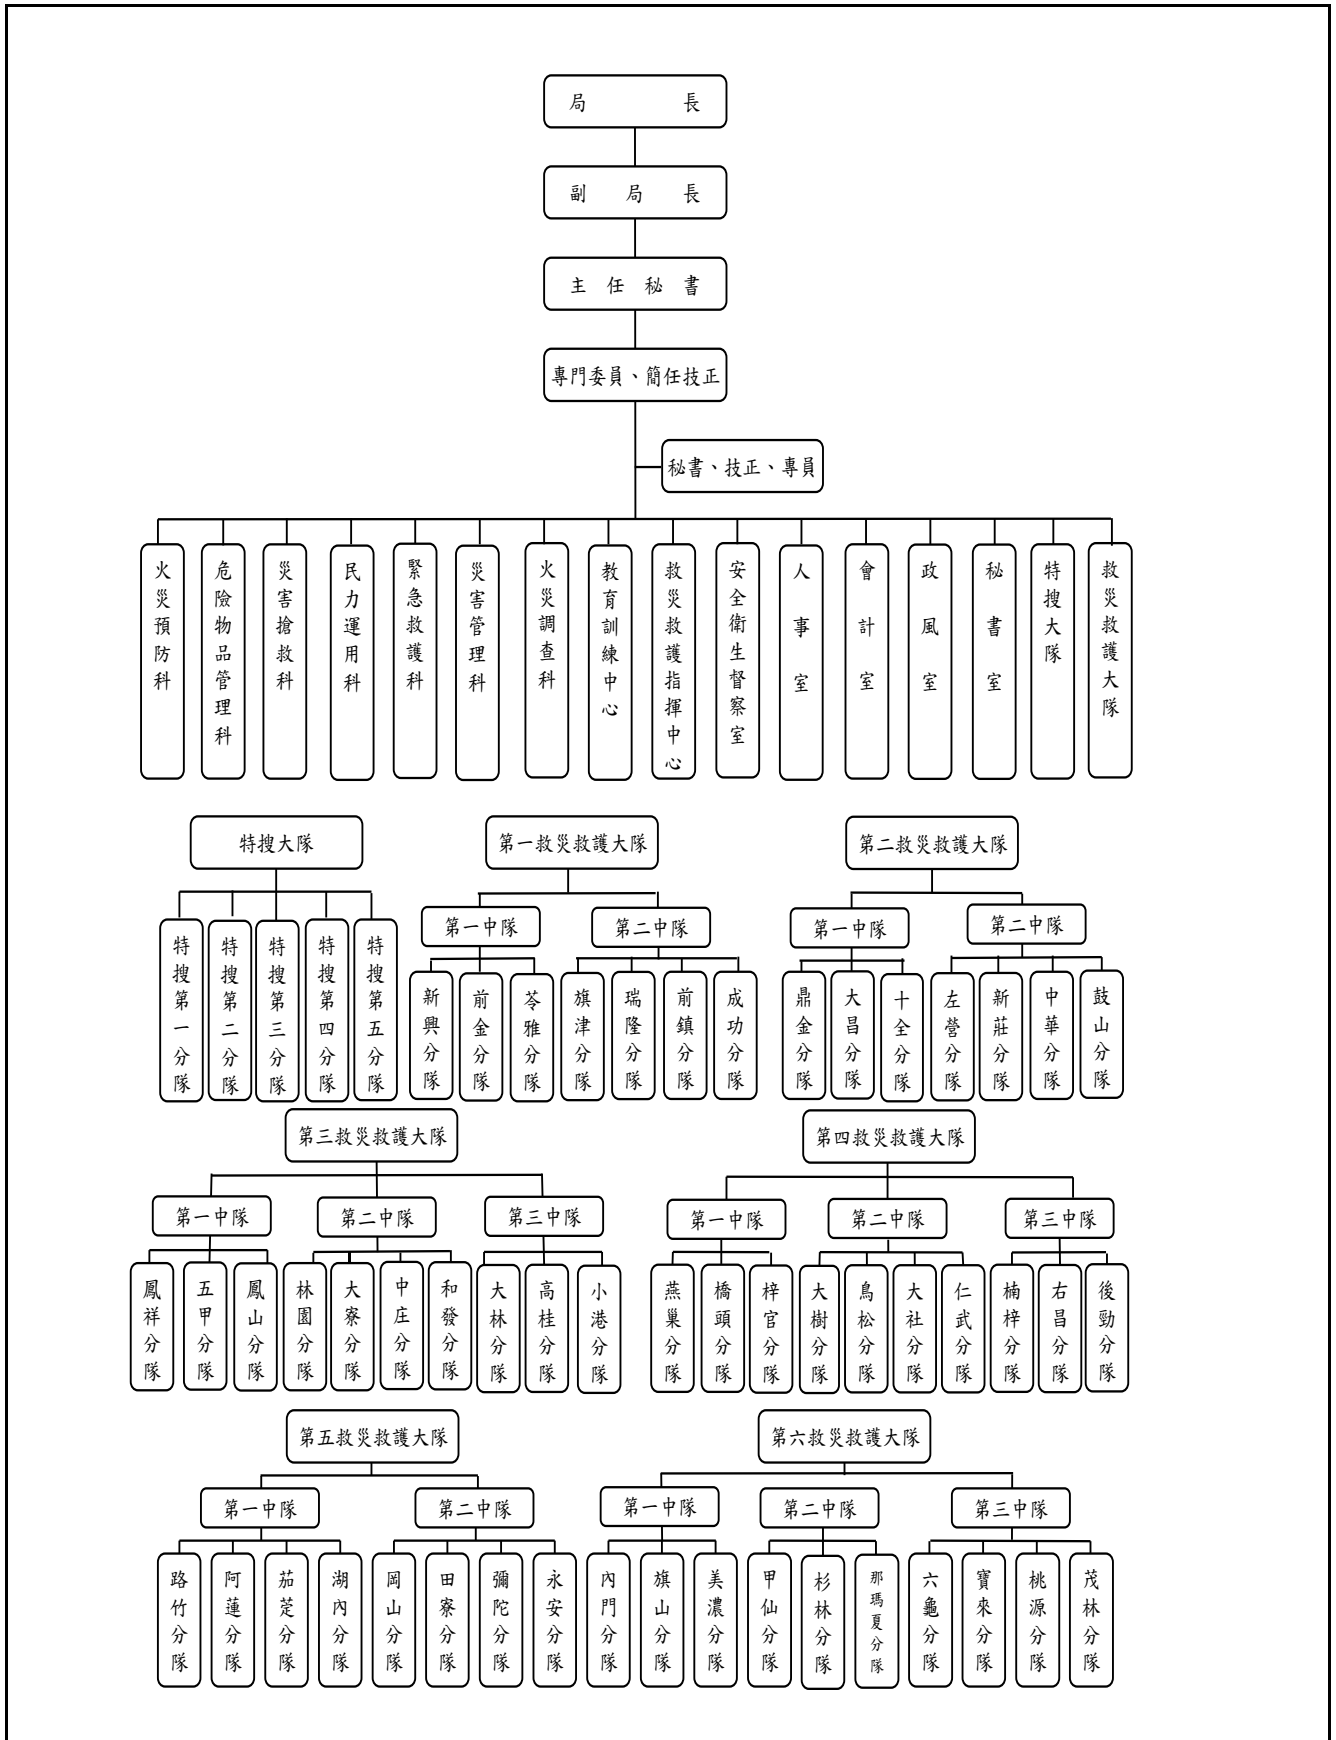 局長
副局長
主任秘書
專門委員、簡任技正
秘書、技正、專員
火災預防科
危險物品管理科
災害搶救科
民力運用科
緊急救護科
災害管理科
火災調查科
教育訓練中心
救災救護指揮中心
安全衛生督察室
人事室
會計室
政風室
秘書室
特搜大隊
救災救護大隊
特搜大隊
特搜第一分隊
特搜第二分隊
特搜第三分隊
特搜第四分隊
特搜第五分隊
第一救災救護大隊
第一中隊
新興分隊
前金分隊
苓雅分隊
第二中隊
旗津分隊
瑞隆分隊
前鎮分隊
成功分隊
第二救災救護大隊
第一中隊
鼎金分隊
大昌分隊
十全分隊
第二中隊
左營分隊
新莊分隊
中華分隊
鼓山分隊
第三救災救護大隊
第一中隊
鳳祥分隊
五甲分隊
鳳山分隊
第二中隊
林園分隊
大寮分隊
中庄分隊
和發分隊
第三中隊
大林分隊
高桂分隊
小港分隊
第四救災救護大隊
第一中隊
燕巢分隊
橋頭分隊
梓官分隊
第二中隊
大樹分隊
鳥松分隊
大社分隊
仁武分隊
第三中隊
楠梓分隊
右昌分隊
後勁分隊
第五救災救護大隊
第一中隊
路竹分隊
阿蓮分隊
茄萣分隊
湖內分隊
第二中隊
岡山分隊
田寮分隊
彌陀分隊
永安分隊
第六救災救護大隊
第一中隊
內門分隊
旗山分隊
美濃分隊
第二中隊
甲仙分隊
杉林分隊
那瑪夏分隊
第三中隊
六龜分隊
寶來分隊
桃源分隊
茂林分隊